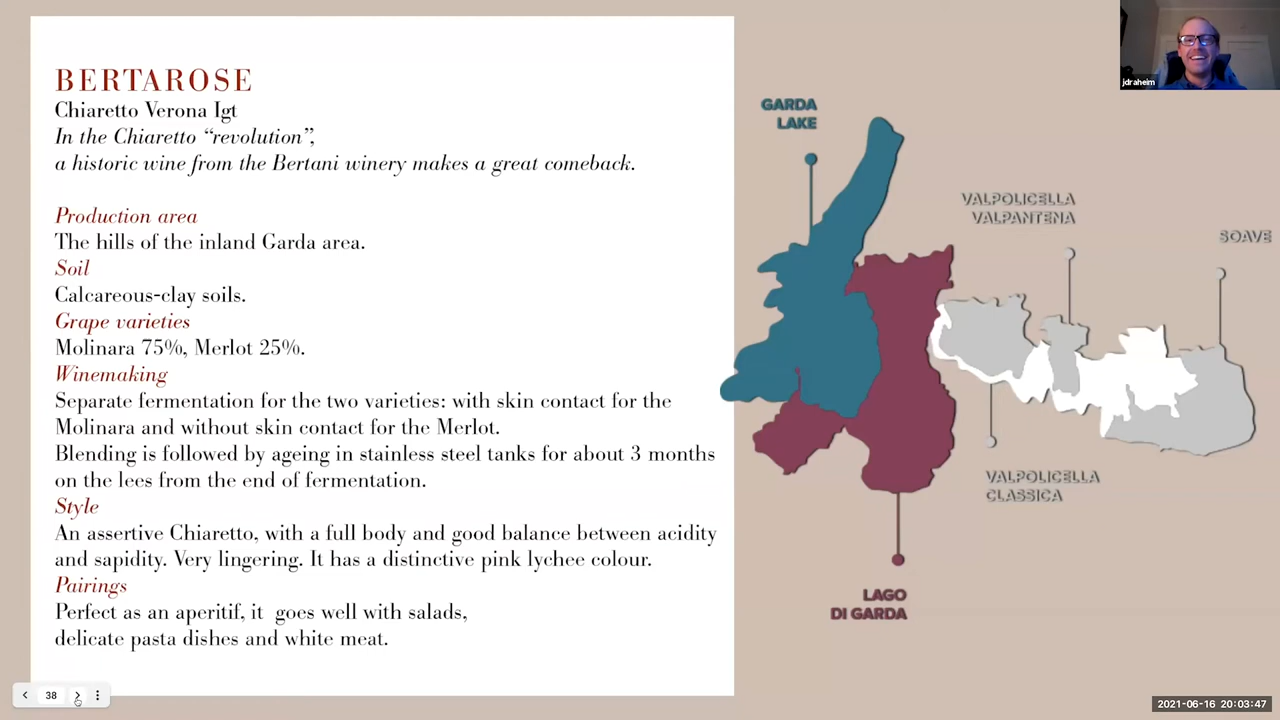 BERTAROSE
Chiaretto Verona Igt
In the Chiaretto “revolution”,
a historic wine from the Bertani winery makes a great comeback.
Production area
The hills of the inland Garda area.
Soil
Calcareous-clay soils.
Grape varieties
Molinara 75%, Merlot 25%.
Winemaking
Separate fermentation for the two varieties: with skin contact for the
Molinara and without skin contact for the Merlot.
Blending is followed by ageing in stainless steel tanks for about 3 months
on the lees from the end of fermentation.
Style
An assertive Chiaretto, with a full body and good balance between acidity
and sapidity. Very lingering. It has a distinctive pink lychee colour.
Pairings
Perfect as an aperitif, it goes well with salads,
delicate pasta dishes and white meat.
38
GARDA
LAKE
VALPOLICELLA
VALPANTENA
SOAVE
VALPOLICELLA
CLASSICA
LAGO
DI GARDA
jdraheim
2021-06-16 20:03:47